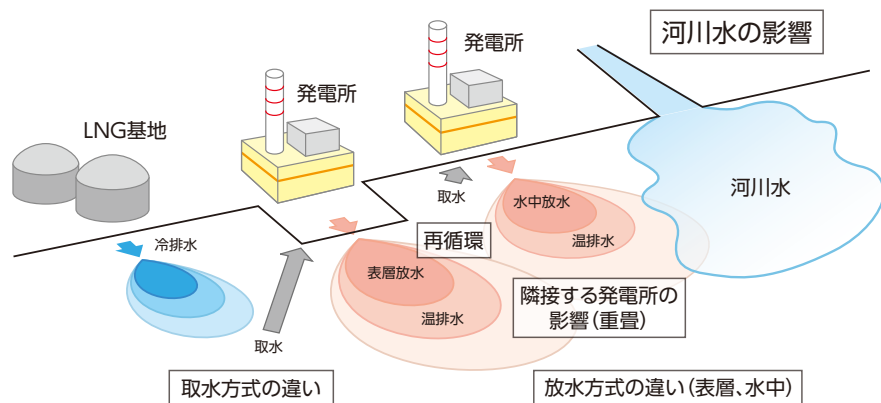 河川水の影響
発電所
発電所
LNG基地
河川水
取水
水中放水
温排水
再循環
冷排水
表層放水
温排水
隣接する発電所の
影響(重畳)
取水
取水方式の違い
放水方式の違い(表層、水中)